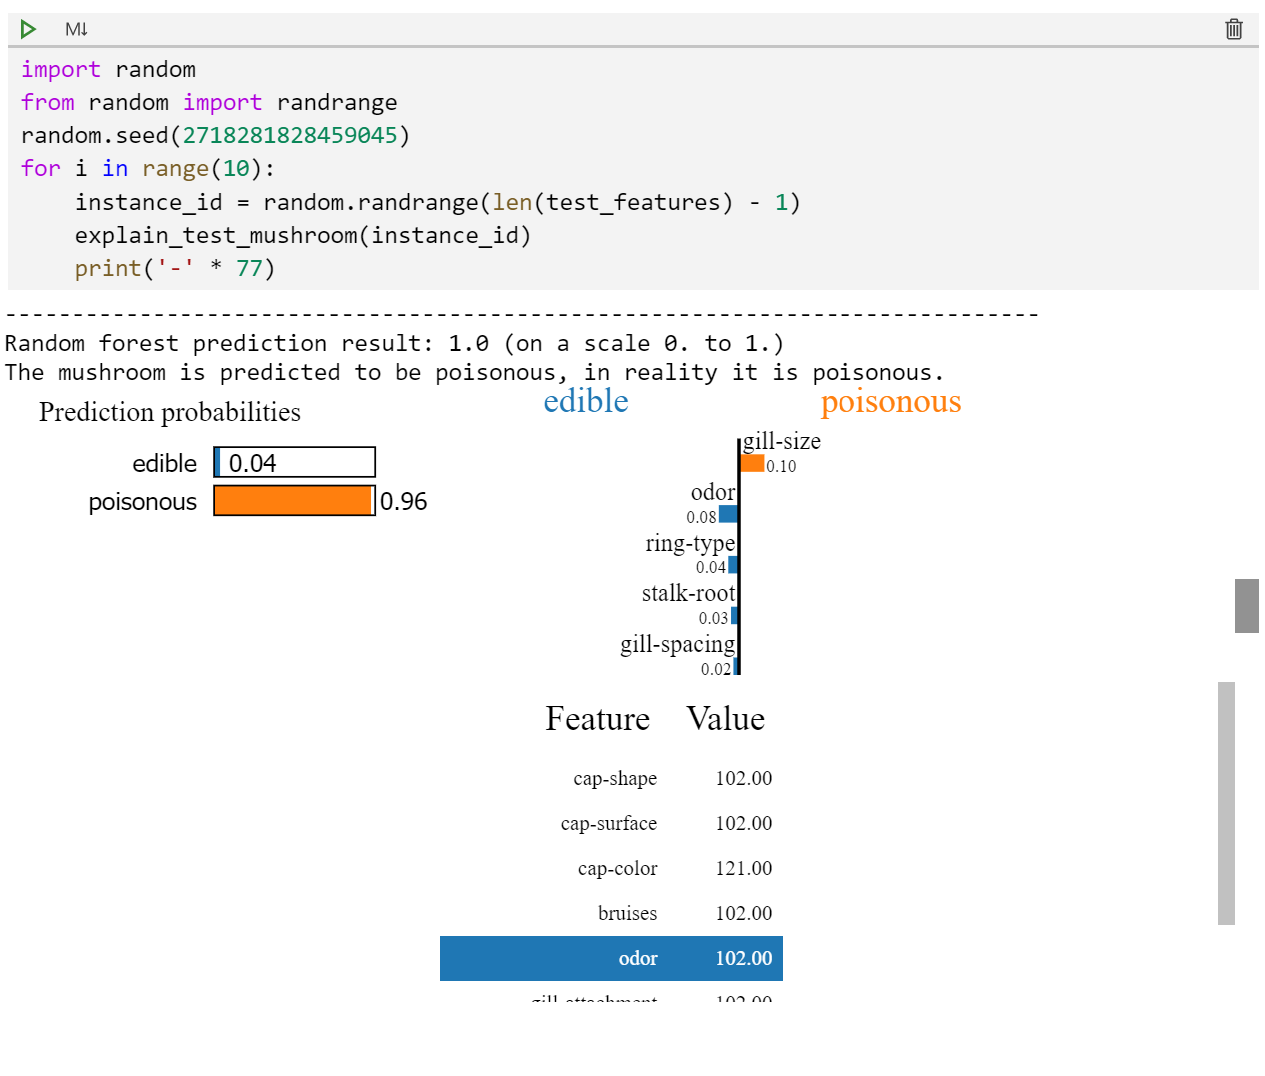 M↓
import random
from random import randrange
random.seed(2718281828459045)
for i in range(10):
    instance_id = random.randrange(len(test_features) - 1)
    explain_test_mushroom(instance_id)
    print('-' * 77)
-----------------------------------------------------------------------------
Random forest prediction result: 1.0 (on a scale 0. to 1.)
The mushroom is predicted to be poisonous, in reality it is poisonous.
Prediction probabilities
edible 0.04
poisonous 0.96
edible poisonous
gill-size
0.10
odor
0.08
ring-type
0.04
stalk-root
0.03
gill-spacing
0.02
Feature Value
cap-shape 102.00
cap-surface 102.00
cap-color 121.00
bruises 102.00
odor 102.00
gill-attachment 102.00